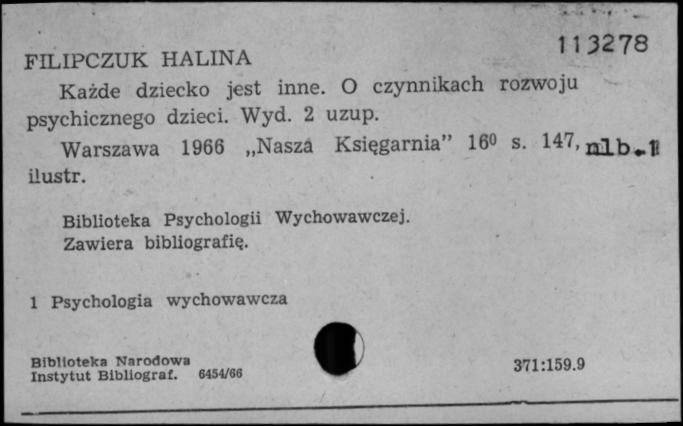 113278
FILIPCZUK HALINA
Każde dziecko jest inne. O czynnikach rozwoju
psychicznego dzieci. Wyd. 2 uzup.
Warszawa 1966 „Nasza Księgarnia” 16⁰ s. 147, nlb. 1
ilustr.
Biblioteka Psychologii Wychowawczej.
Zawiera bibliografię.
1 Psychologia wychowawcza
Biblioteka Narodowa
Instytut Bibliograf. 6454/66
371:159.9